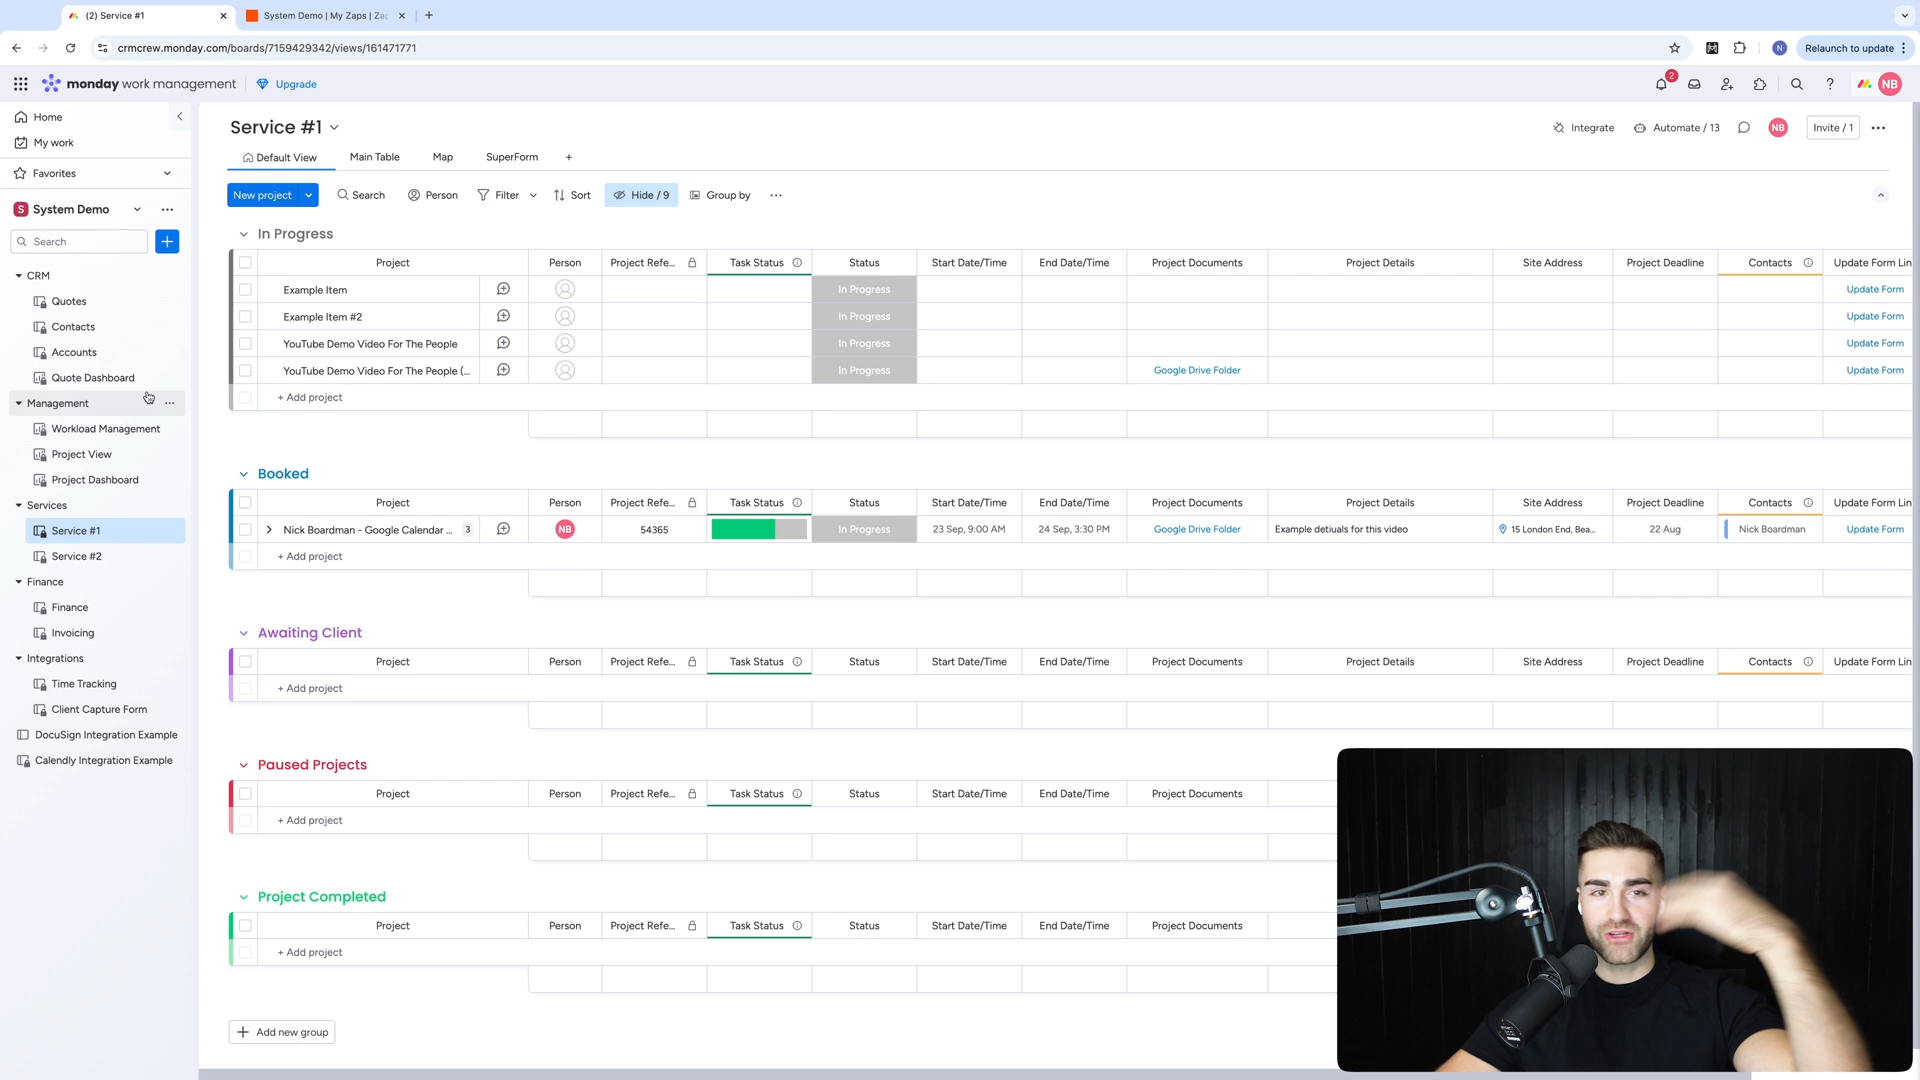 (2) Service #1
System Demo | My Zaps | Za
crmcrew.monday.com/boards/7159429342/views/161471771
N
Relaunch to update
monday work management
Upgrade
2
NB
Home
My work
Favorites
S System Demo
Search
CRM
Quotes
Contacts
Accounts
Quote Dashboard
Management
Workload Management
Project View
Project Dashboard
Services
Service #1
Service #2
Finance
Finance
Invoicing
Integrations
Time Tracking
Client Capture Form
DocuSign Integration Example
Calendly Integration Example
Service #1
Integrate
Automate / 13
NB
Invite / 1
Default View
Main Table
Map
SuperForm
New project
Search
Person
Filter
Sort
Hide / 9
Group by
In Progress
Project Person Project Refe... Task Status Status Start Date/Time End Date/Time Project Documents Project Details Site Address Project Deadline Contacts Update Form Lin
Example Item In Progress Update Form
Example Item #2 In Progress Update Form
YouTube Demo Video For The People In Progress Update Form
YouTube Demo Video For The People (... In Progress Google Drive Folder Update Form
+ Add project
Booked
Project Person Project Refe... Task Status Status Start Date/Time End Date/Time Project Documents Project Details Site Address Project Deadline Contacts Update Form Lin
Nick Boardman - Google Calendar ... 3 NB 54365 In Progress 23 Sep, 9:00 AM 24 Sep, 3:30 PM Google Drive Folder Example detiuals for this video 15 London End, Bea... 22 Aug Nick Boardman Update Form
+ Add project
Awaiting Client
Project Person Project Refe... Task Status Status Start Date/Time End Date/Time Project Documents Project Details Site Address Project Deadline Contacts Update Form Lin
+ Add project
Paused Projects
Project Person Project Refe... Task Status Status Start Date/Time End Date/Time Project Documents
+ Add project
Project Completed
Project Person Project Refe... Task Status Status Start Date/Time End Date/Time Project Documents
+ Add project
Add new group